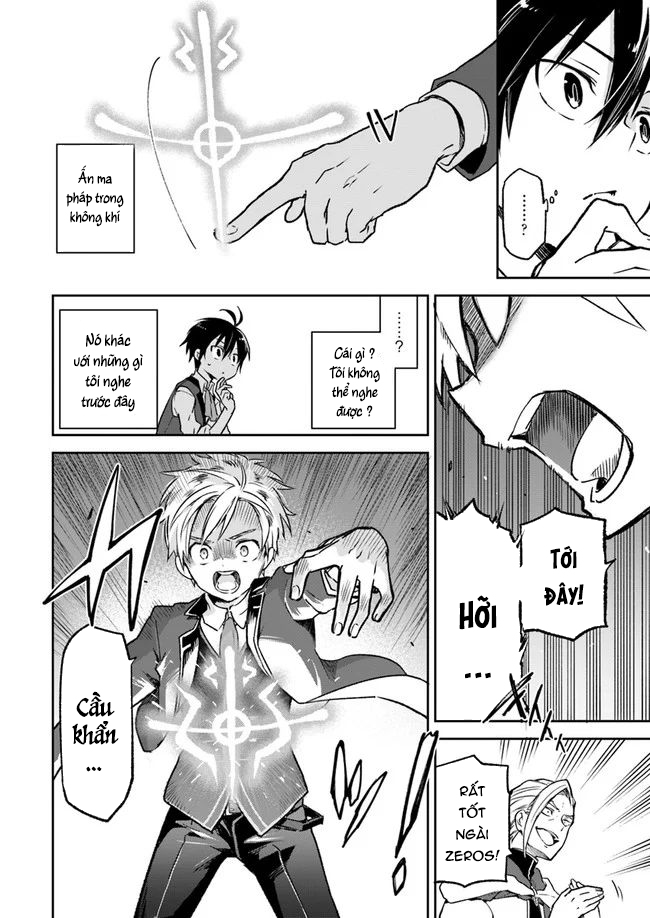 ......?
Ấn ma
pháp trong
không khí
......?
Cái gì ?
Tôi không
thể nghe
được ?
Nó khác
với những gì
tôi nghe
trước đây
Tới
Đây!
Hỡi
...
Cầu
khẩn
...
RẤT
TỐT
NGÀI
ZEROS!